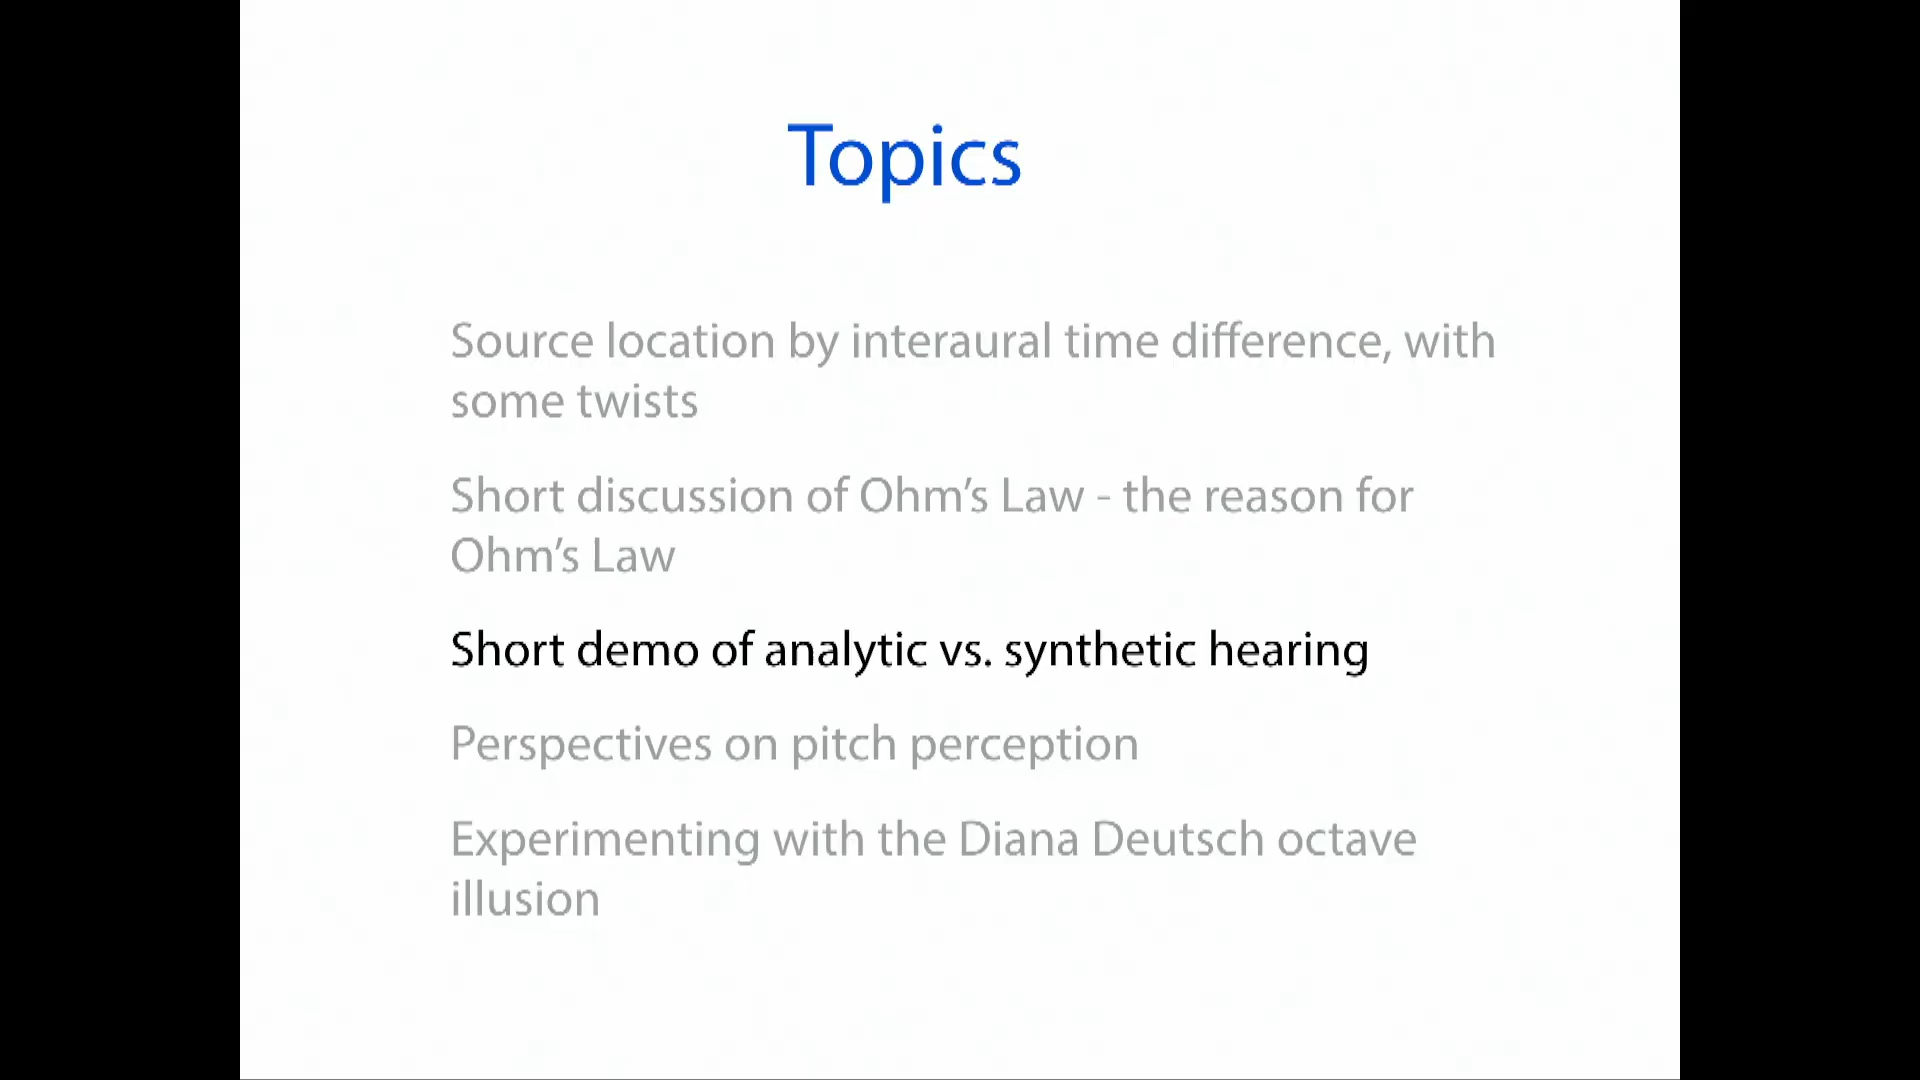 Topics
Source location by interaural time difference, with
some twists
Short discussion of Ohm’s Law - the reason for
Ohm’s Law
Short demo of analytic vs. synthetic hearing
Perspectives on pitch perception
Experimenting with the Diana Deutsch octave
illusion